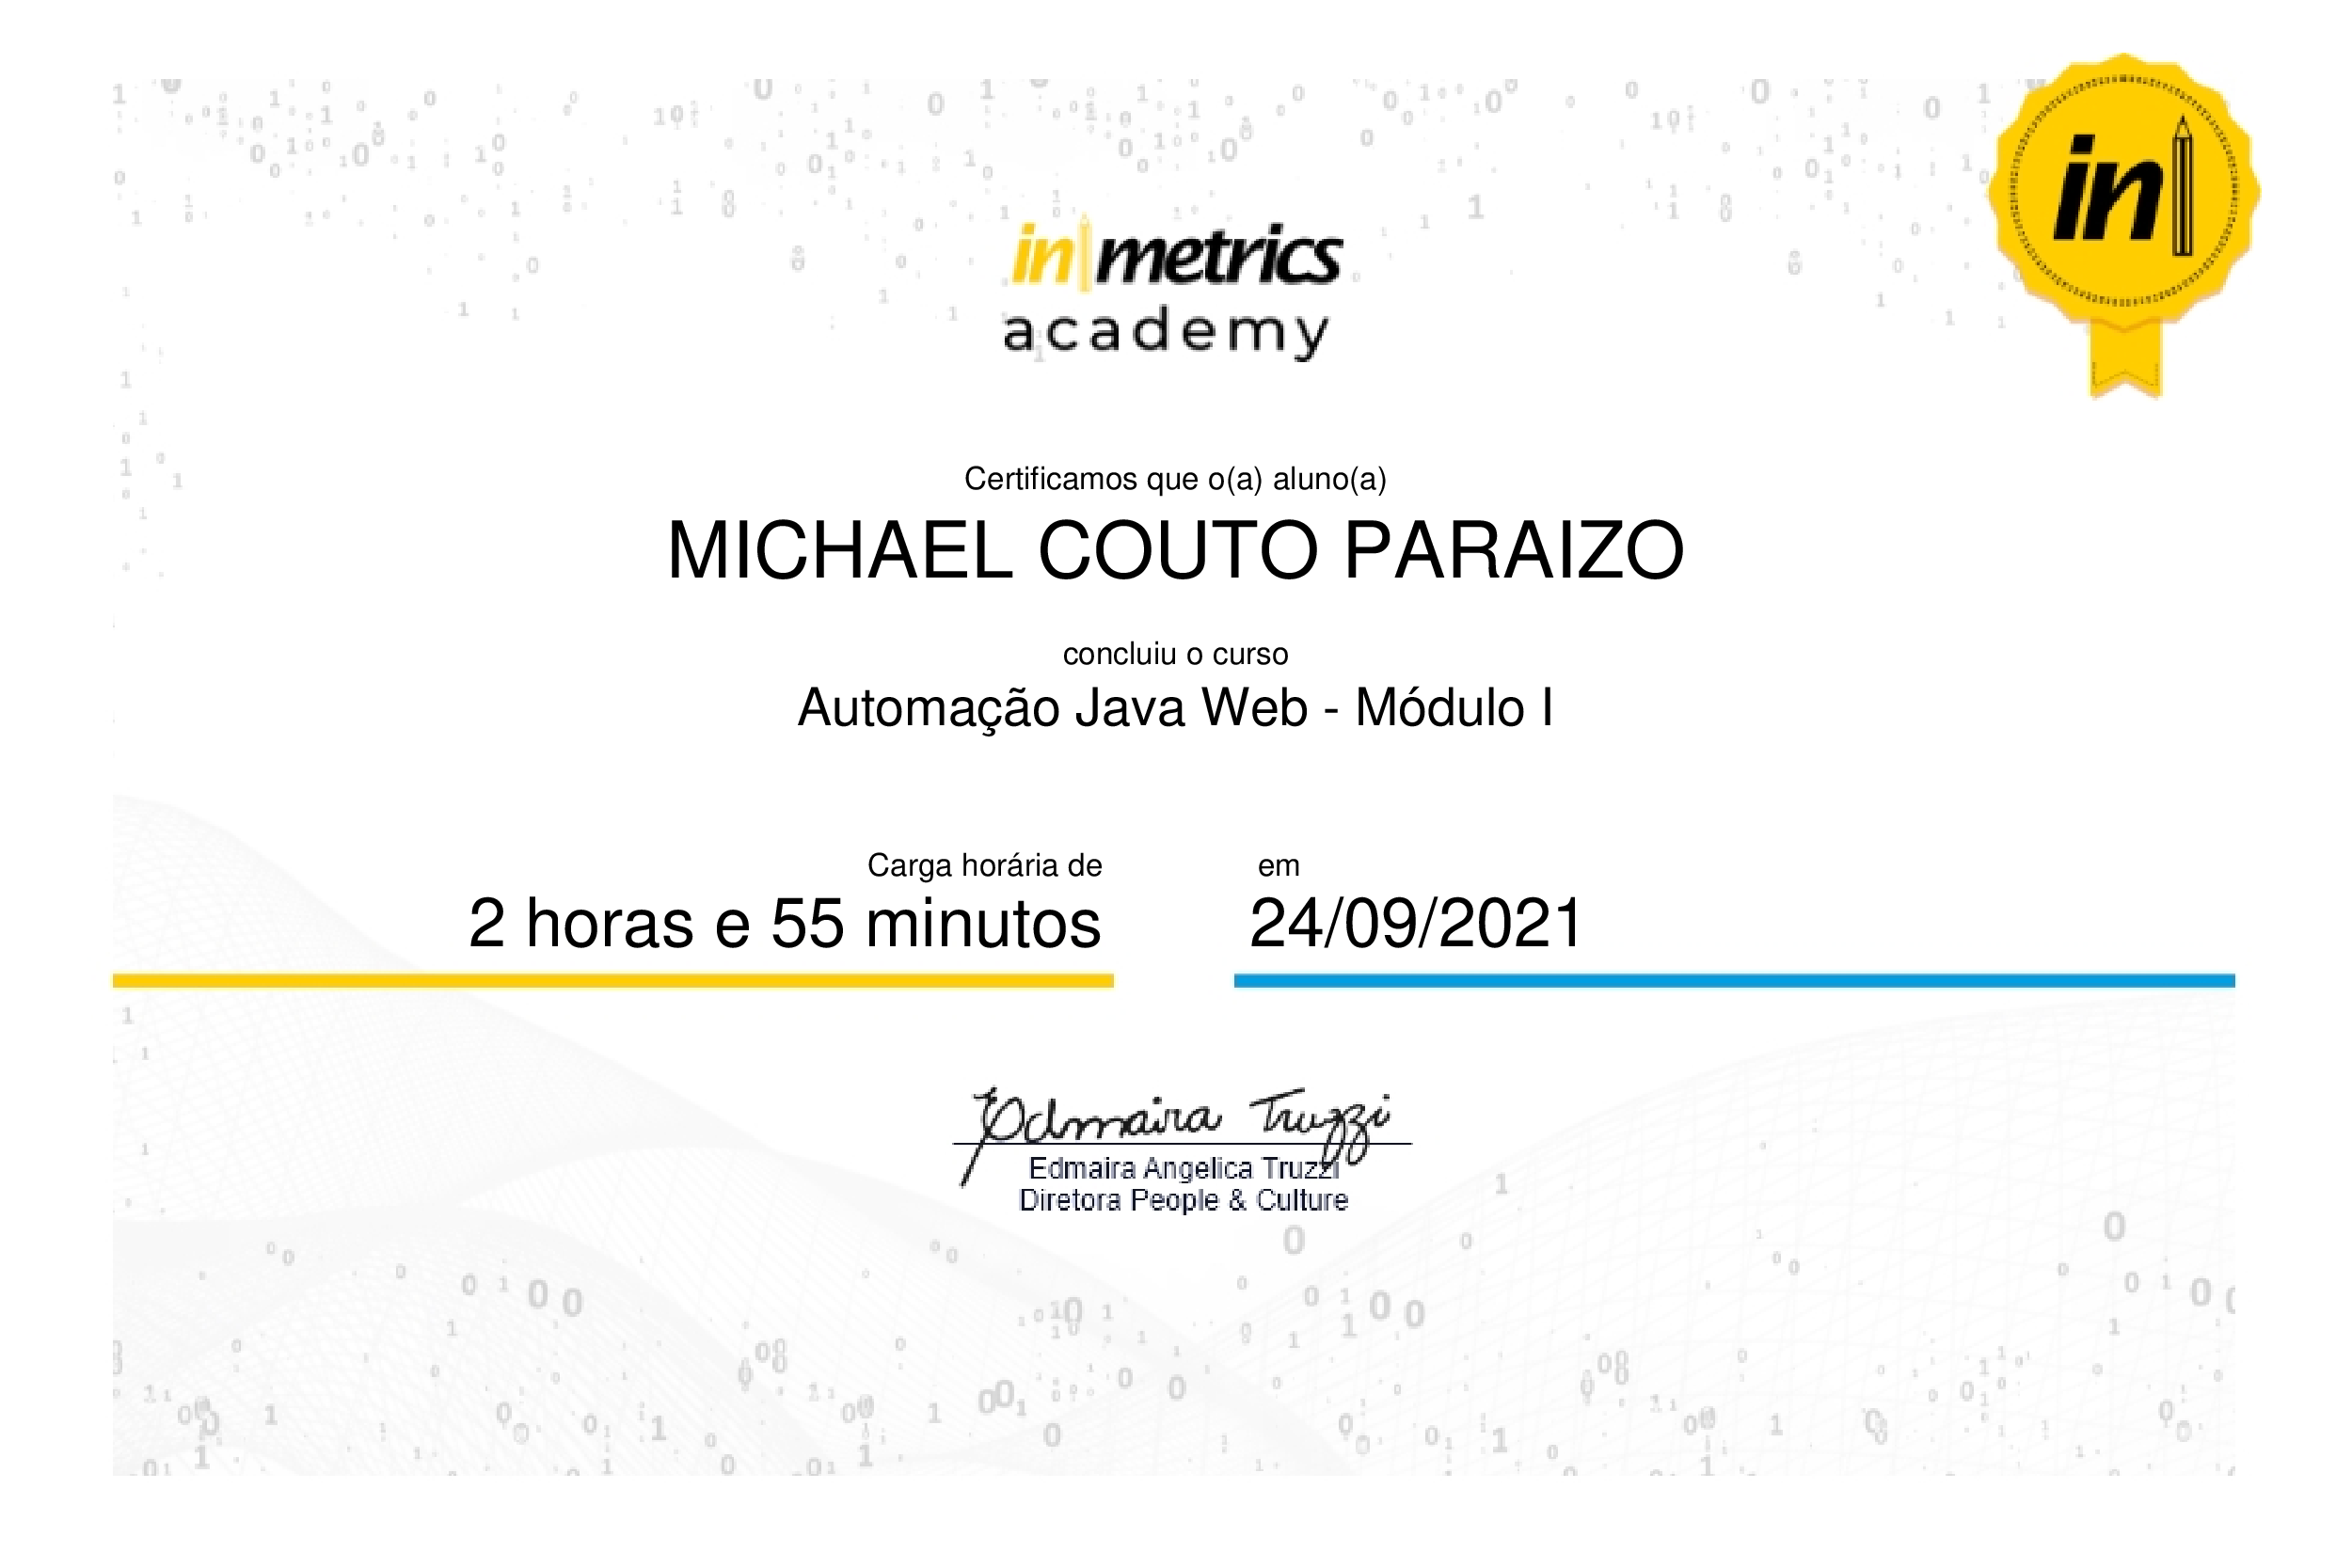 in metrics
academy
in
Certificamos que o(a) aluno(a)
MICHAEL COUTO PARAIZO
concluiu o curso
Automação Java Web - Módulo I
Carga horária de
2 horas e 55 minutos
em
24/09/2021
Edmaira Truzzi
Edmaira Angelica Truzzi
Diretora People & Culture